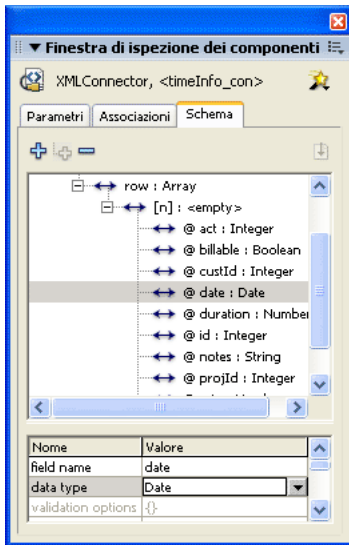 Finestra di ispezione dei componenti
XMLConnector, <timeInfo_con>
Parametri Associazioni Schema
row : Array
[n] : <empty>
@ act : Integer
@ billable : Boolean
@ custId : Integer
@ date : Date
@ duration : Number
@ id : Integer
@ notes : String
@ projId : Integer
Nome Valore
field name date
data type Date
validation options {}